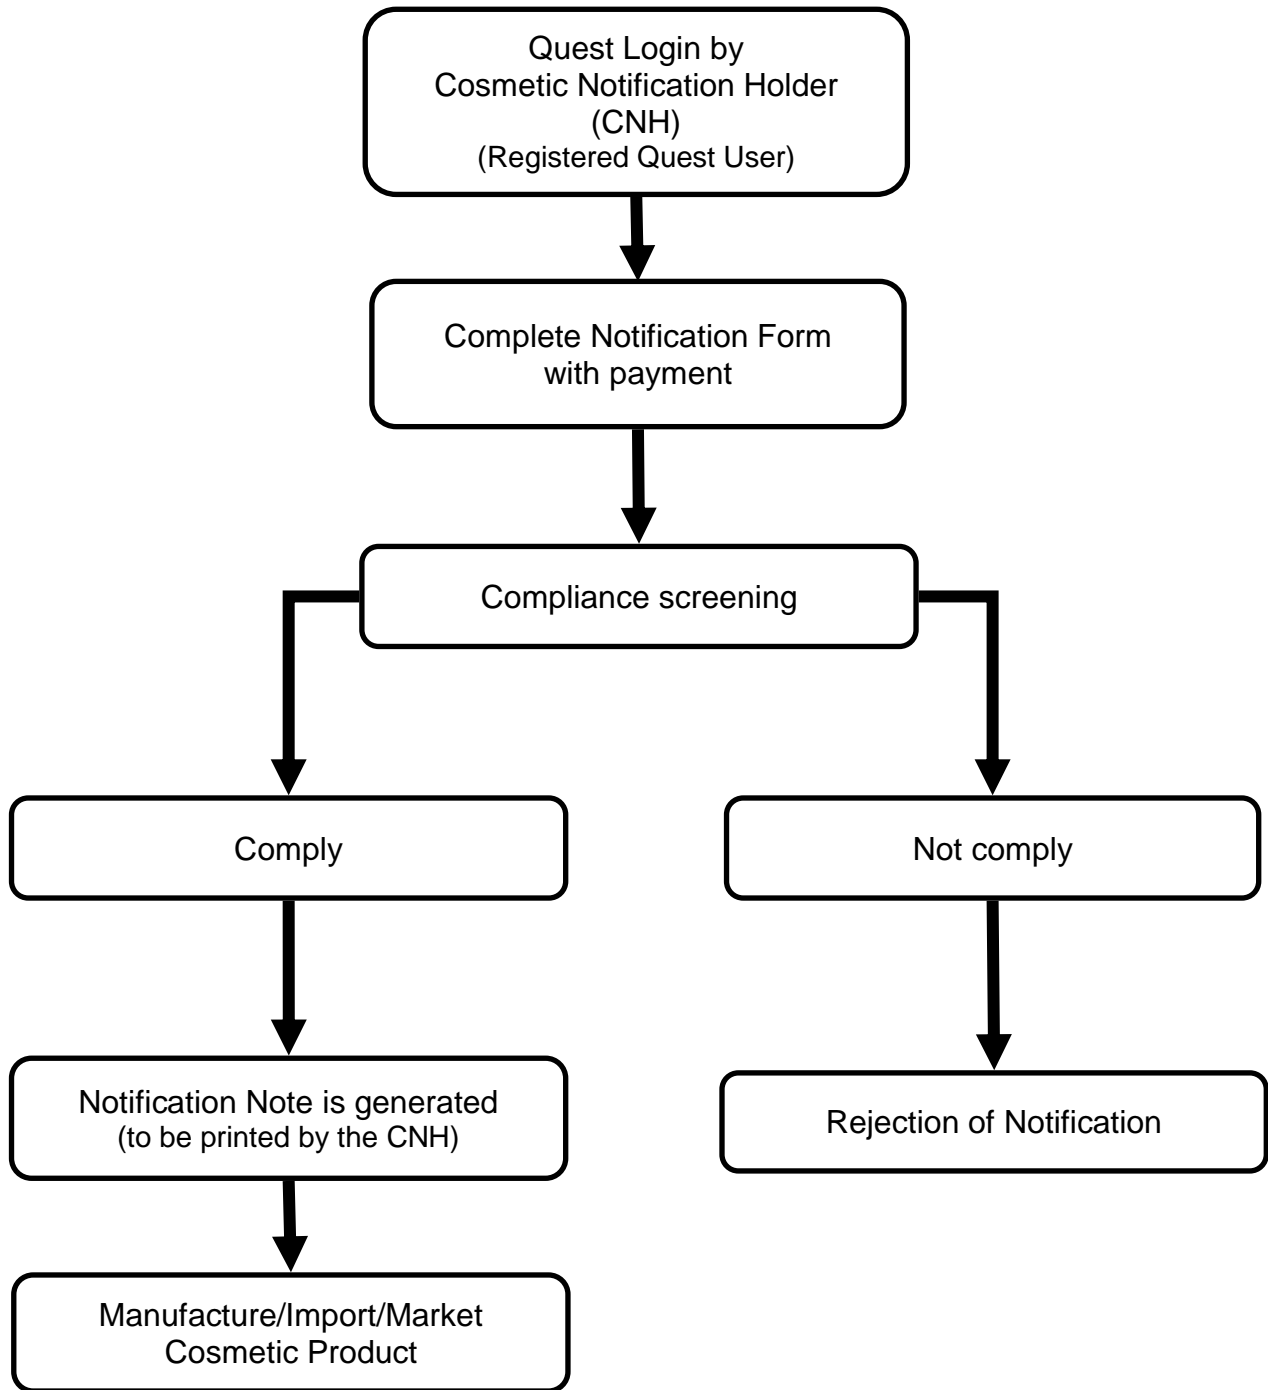 Quest Login by
Cosmetic Notification Holder
(CNH)
(Registered Quest User)
Complete Notification Form
with payment
Compliance screening
Comply
Not comply
Notification Note is generated
(to be printed by the CNH)
Rejection of Notification
Manufacture/Import/Market
Cosmetic Product